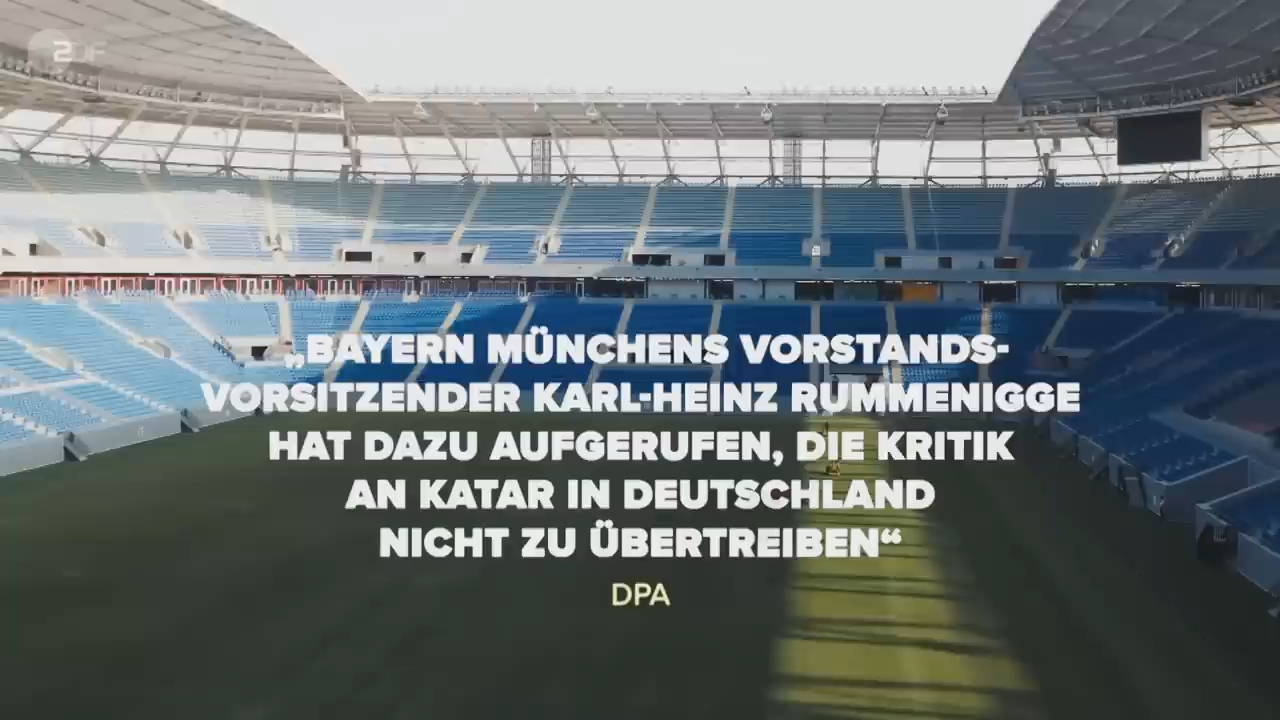 ZDF
„BAYERN MÜNCHENS VORSTANDS-
VORSITZENDER KARL-HEINZ RUMMENIGGE
HAT DAZU AUFGERUFEN, DIE KRITIK
AN KATAR IN DEUTSCHLAND
NICHT ZU ÜBERTREIBEN“
DPA